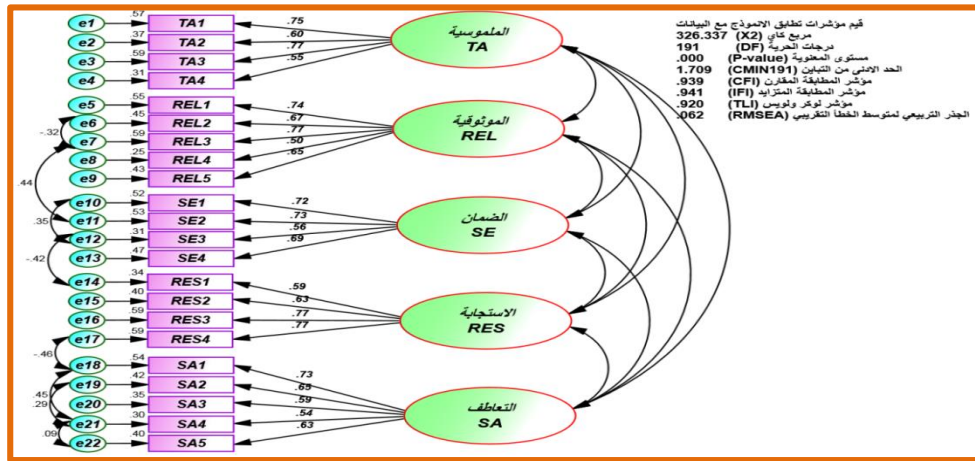 قيم مؤشرات تطابق الانموذج مع البيانات
مربع كاي (X2) 326.337
درجات الحرية (DF) 191
مستوى المعنوية (P-value) .000
الحد الادنى من التباين (CMIN191) 1.709
مؤشر المطابقة المقارن (CFI) .939
مؤشر المطابقة المتزايد (IFI) .941
مؤشر لوكر ولويس (TLI) .920
الجذر التربيعي لمتوسط الخطأ التقريبي (RMSEA) .062
الملموسية
TA
e1 .57 TA1 .75
e2 .37 TA2 .60
e3 .59 TA3 .77
e4 .31 TA4 .55
الموثوقية
REL
e5 .55 REL1 .74
e6 .45 REL2 .67
e7 .59 REL3 .77
e8 .25 REL4 .50
e9 .43 REL5 .65
-.32
.44
الضمان
SE
e10 .52 SE1 .72
e11 .53 SE2 .73
e12 .31 SE3 .56
e13 .47 SE4 .69
.35
-.42
الاستجابة
RES
e14 .34 RES1 .59
e15 .40 RES2 .63
e16 .59 RES3 .77
e17 .59 RES4 .77
-.46
التعاطف
SA
e18 .54 SA1 .73
e19 .42 SA2 .65
e20 .35 SA3 .59
e21 .30 SA4 .54
e22 .40 SA5 .63
.45
.29
.09